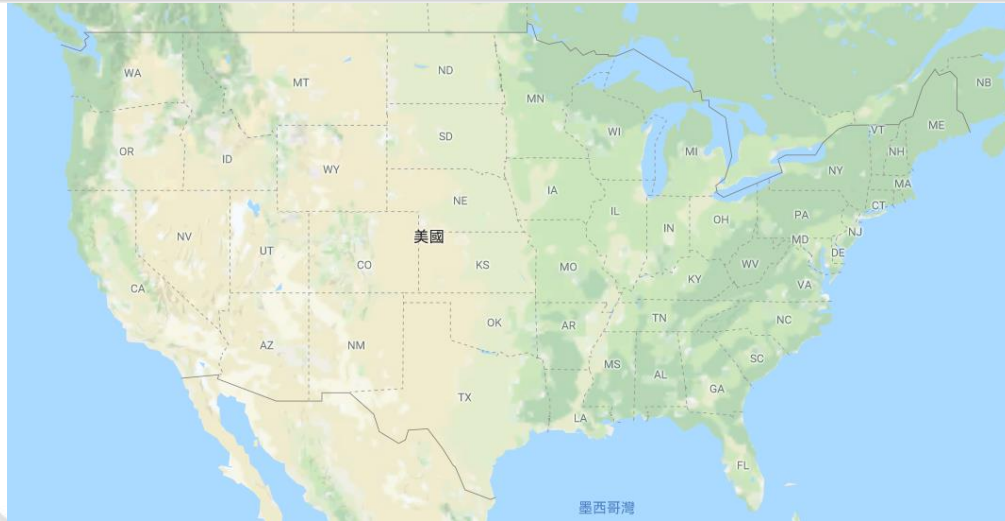 WA
MT
ND
MN
NB
ME
VT
NH
OR
ID
SD
WI
MI
NY
MA
WY
IA
CT
NE
IL
OH
PA
NJ
IN
MD
DE
NV
UT
美國
CO
KS
MO
WV
KY
VA
CA
OK
AR
TN
NC
AZ
NM
MS
AL
SC
GA
TX
LA
FL
墨西哥灣